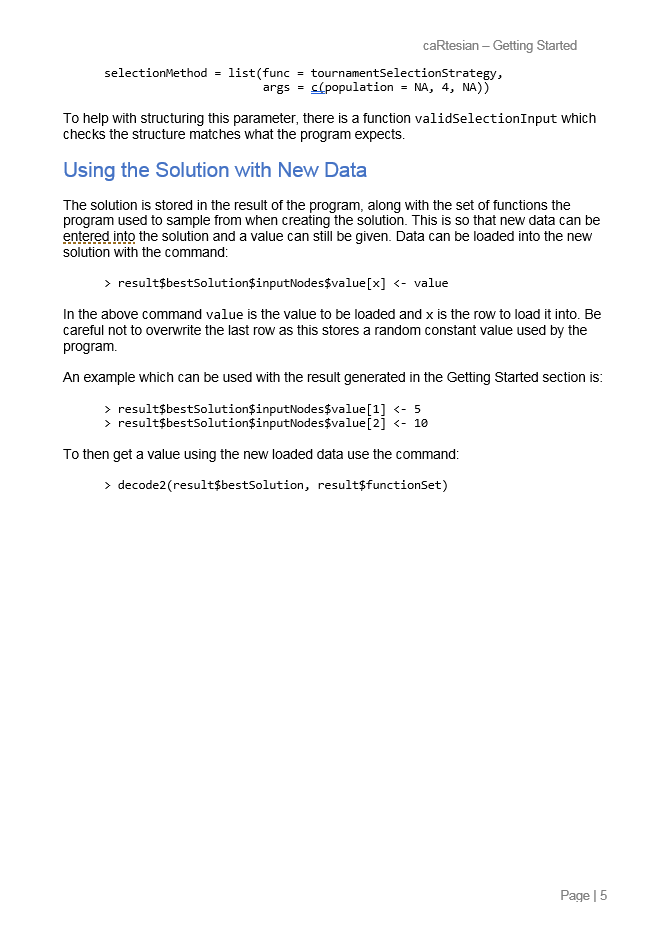 caRtesian – Getting Started
selectionMethod = list(func = tournamentSelectionStrategy,
args = c(population = NA, 4, NA))
To help with structuring this parameter, there is a function validSelectionInput which
checks the structure matches what the program expects.
Using the Solution with New Data
The solution is stored in the result of the program, along with the set of functions the
program used to sample from when creating the solution. This is so that new data can be
entered into the solution and a value can still be given. Data can be loaded into the new
solution with the command:
> result$bestSolution$inputNodes$value[x] <- value
In the above command value is the value to be loaded and x is the row to load it into. Be
careful not to overwrite the last row as this stores a random constant value used by the
program.
An example which can be used with the result generated in the Getting Started section is:
> result$bestSolution$inputNodes$value[1] <- 5
> result$bestSolution$inputNodes$value[2] <- 10
To then get a value using the new loaded data use the command:
> decode2(result$bestSolution, result$functionSet)
Page | 5